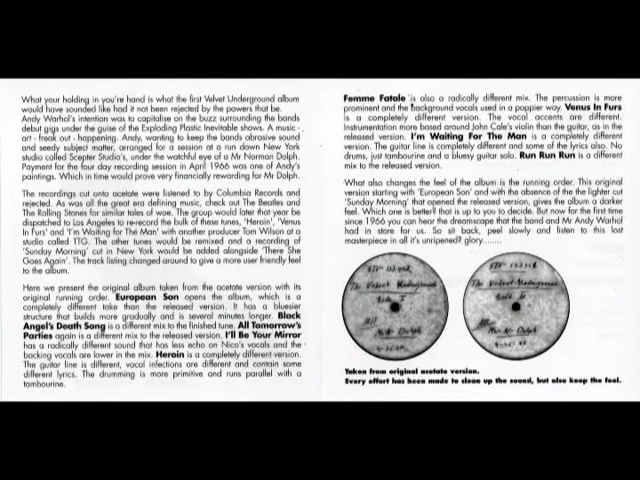 What your holding in you're hand is what the first Velvet Underground album
would have sounded like had it not been rejected by the powers that be.
Andy Warhol's intention was to capitalise on the buzz surrounding the bands
debut gigs under the guise of the Exploding Plastic Inevitable shows. A music -
art - freak out - happening. Andy, wanting to keep the bands abrasive sound
and seedy subject matter, arranged for a session at a run down New York
studio called Scepter Studio's, under the watchful eye of a Mr Norman Dolph.
Payment for the four day recording session in April 1966 was one of Andy's
paintings. Which in time would prove very financially rewarding for Mr Dolph.
The recordings cut onto acetate were listened to by Columbia Records and
rejected. As was all the great era defining music, check out The Beatles and
The Rolling Stones for similar tales of woe. The group would later that year be
dispatched to Los Angeles to re-record the bulk of these tunes, 'Heroin', 'Venus
In Furs' and 'I'm Waiting for The Man' with another producer Tom Wilson at a
studio called TTG. The other tunes would be remixed and a recording of
'Sunday Morning' cut in New York would be added alongside 'There She
Goes Again'. The track listing changed around to give a more user friendly feel
to the album.
Here we present the original album taken from the acetate version with its
original running order. European Son opens the album, which is a
completely different take than the released version. It has a bluesier
structure that builds more gradually and is several minutes longer. Black
Angel's Death Song is a different mix to the finished tune. All Tomorrow's
Parties again is a different mix to the released version. I'll Be Your Mirror
has a radically different sound that has less echo on Nico's vocals and the
backing vocals are lower in the mix. Heroin is a completely different version.
The guitar line is different, vocal infections are different and contain some
different lyrics. The drumming is more primitive and runs parallel with a
tambourine.
Femme Fatale is also a radically different mix. The percussion is more
prominent and the background vocals used in a poppier way. Venus In Furs
is a completely different version. The vocal accents are different.
Instrumentation more based around John Cale's violin than the guitar, as in the
released version. I'm Waiting For The Man is a completely different
version. The guitar line is completely different and some of the lyrics also. No
drums, just tambourine and a bluesy guitar solo. Run Run Run is a different
mix to the released version.
What also changes the feel of the album is the running order. This original
version starting with 'European Son' and with the absence of the the lighter cut
'Sunday Morning' that opened the released version, gives the album a darker
feel. Which one is better? that is up to you to decide. But now for the first time
since 1966 you can hear the dreamscape that the band and Mr Andy Warhol
had in store for us. So sit back, peel slowly and listen to this lost
masterpiece in all it's unripened? glory.......
The Velvet Underground
Side I
N. Dolph
The Velvet Underground
Dolph
Taken from original acetate version.
Every effort has been made to clean up the sound, but also keep the feel.